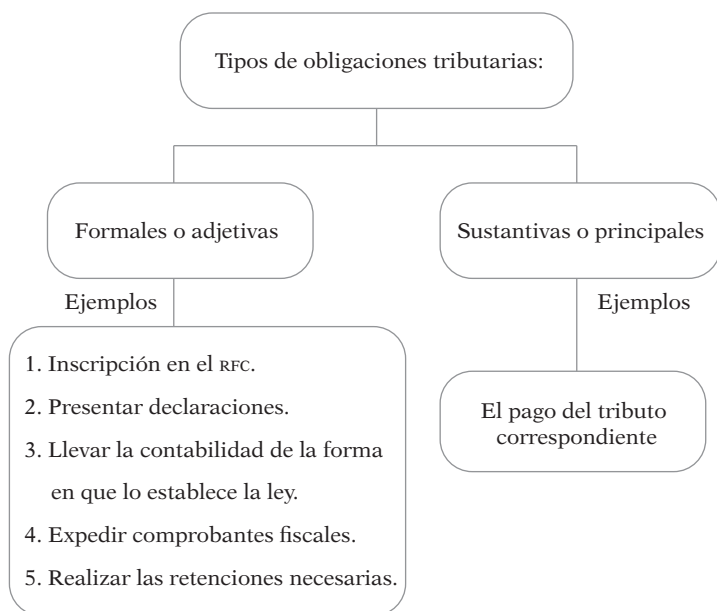 Tipos de obligaciones tributarias:
Formales o adjetivas
Sustantivas o principales
Ejemplos
Ejemplos
1. Inscripción en el RFC.
2. Presentar declaraciones.
3. Llevar la contabilidad de la forma
en que lo establece la ley.
4. Expedir comprobantes fiscales.
5. Realizar las retenciones necesarias.
El pago del tributo
correspondiente